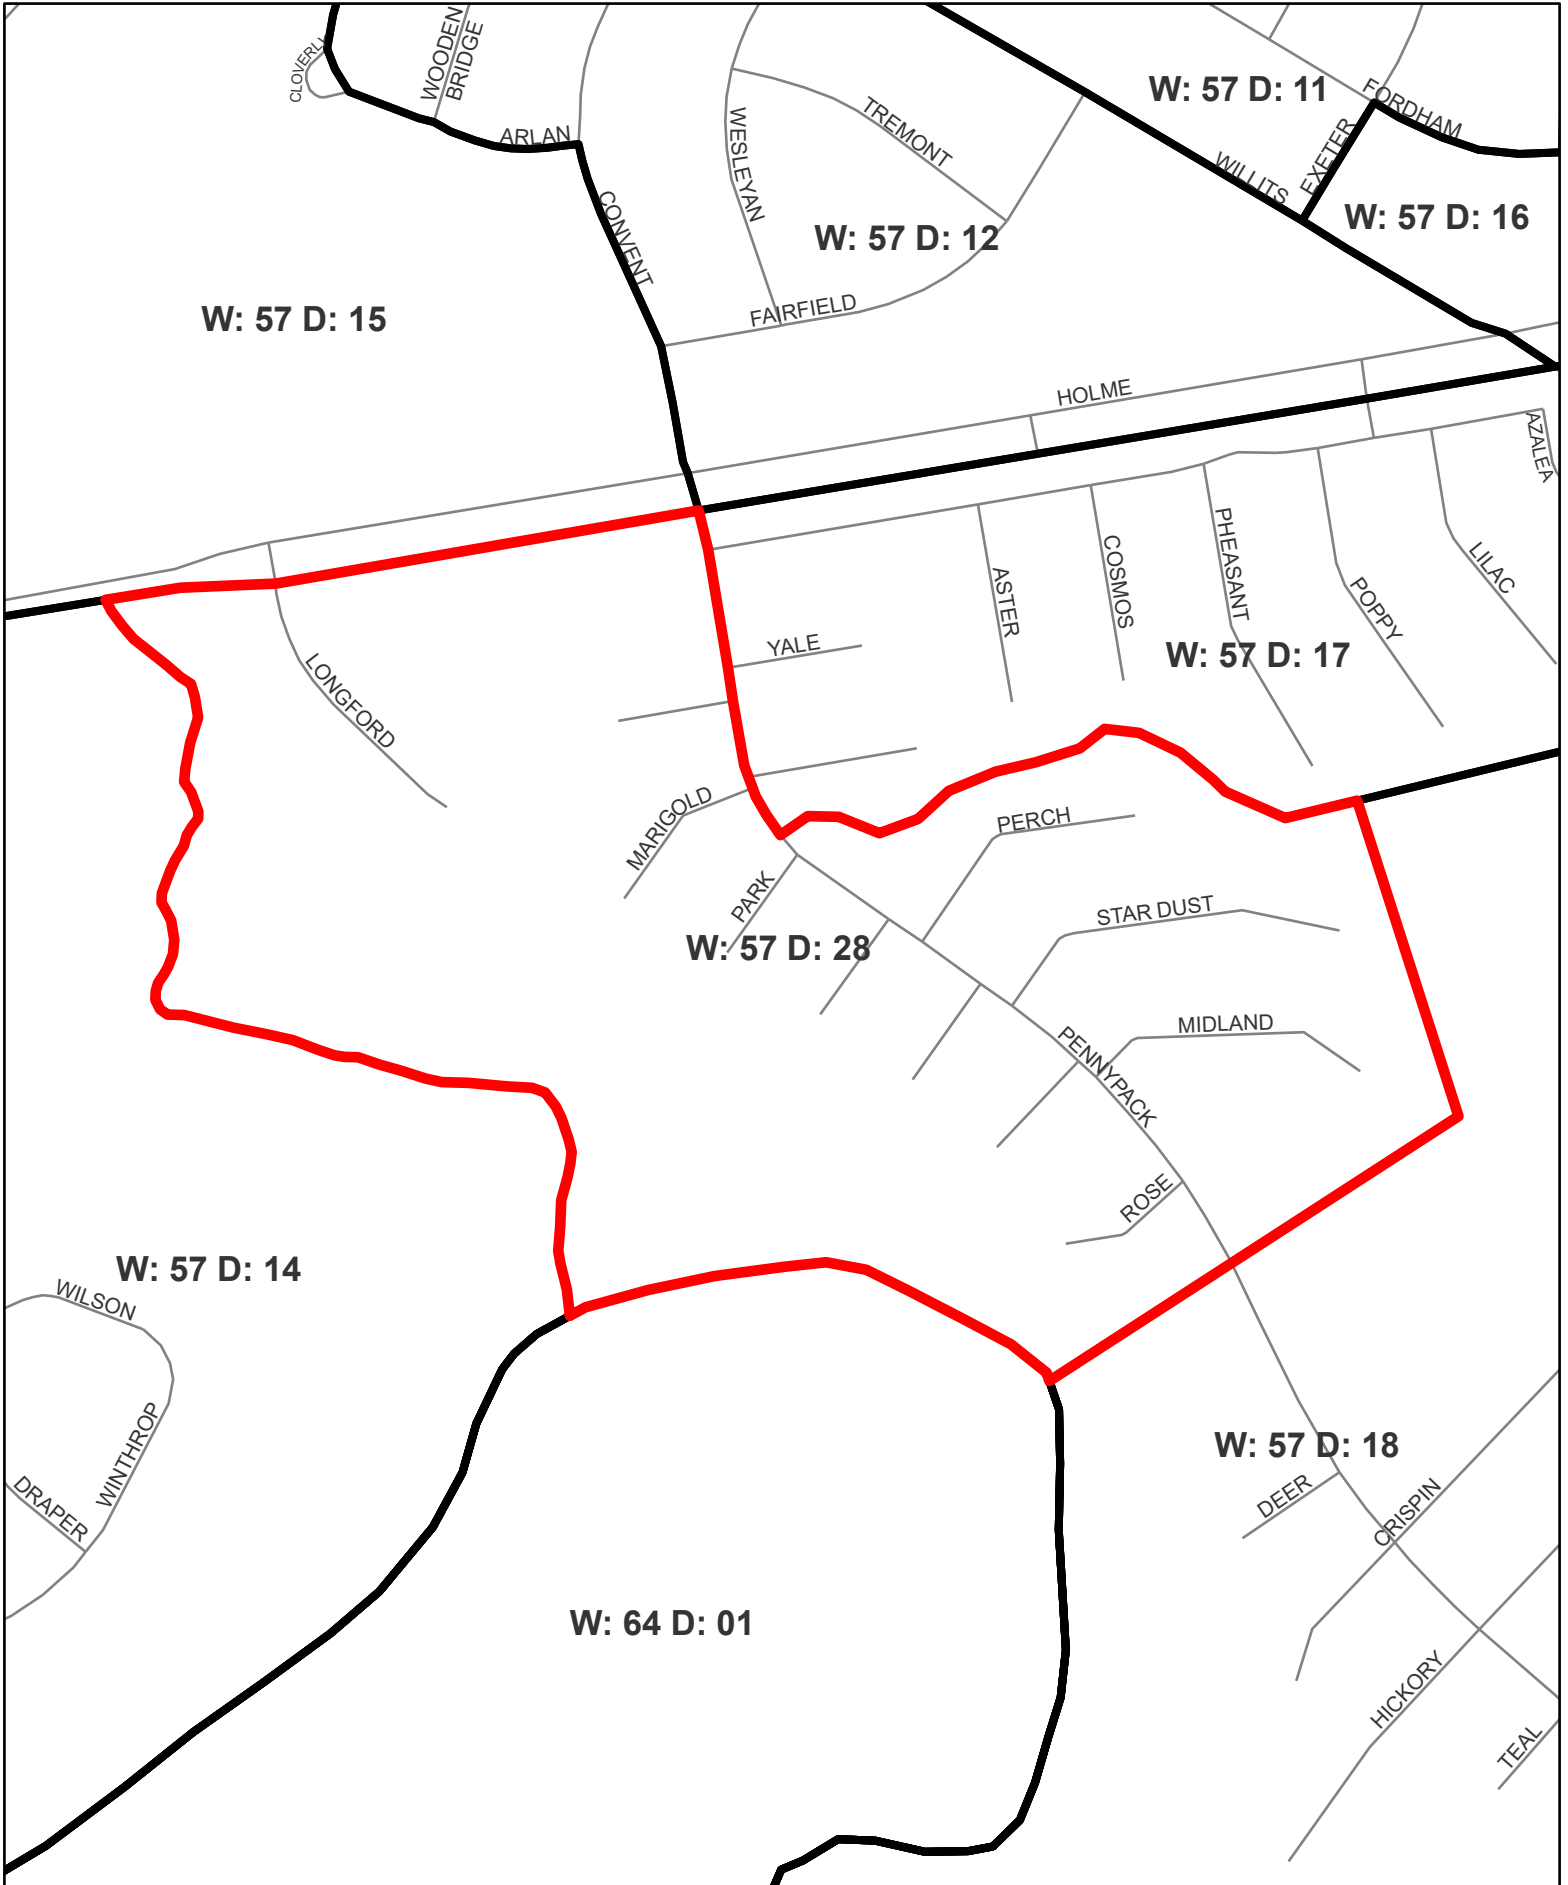 CLOVERLY
WOODEN
BRIDGE
ARLAN
CONVENT
WESLEYAN
TREMONT
W: 57 D: 12
FAIRFIELD
W: 57 D: 11
FORDHAM
EXETER
WILLITS
W: 57 D: 16
W: 57 D: 15
HOLME
AZALEA
LILAC
POPPY
PHEASANT
COSMOS
ASTER
W: 57 D: 17
YALE
LONGFORD
MARIGOLD
PARK
PERCH
STAR DUST
W: 57 D: 28
MIDLAND
PENNYPACK
ROSE
W: 57 D: 14
WILSON
WINTHROP
DRAPER
W: 57 D: 18
DEER
CRISPIN
W: 64 D: 01
HICKORY
TEAL